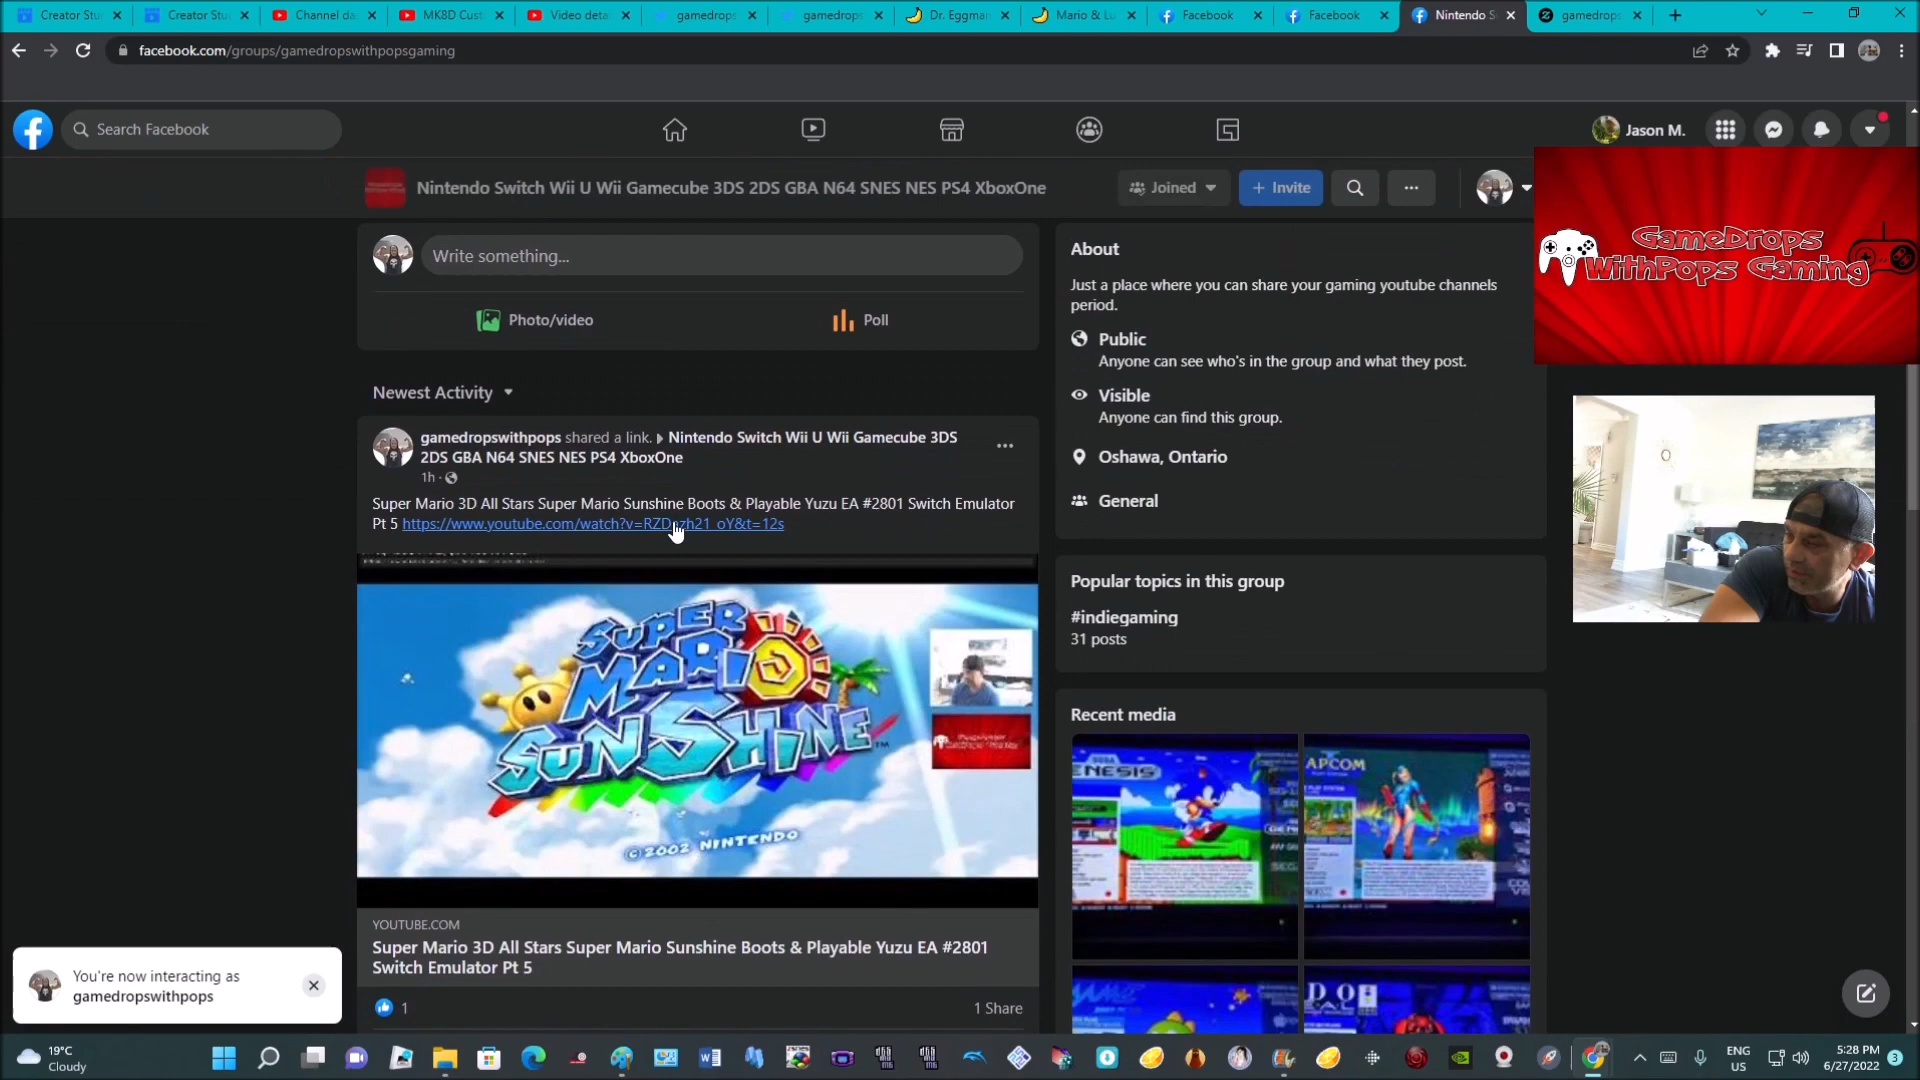 Creator Stu
Creator Stu
Channel da
MK8D Cust
Video deta
gamedrops
gamedrops
Dr. Eggman
Mario & Lu
Facebook
Facebook
Nintendo S
gamedrops
facebook.com/groups/gamedropswithpopsgaming
Search Facebook
Jason M.
Nintendo Switch Wii U Wii Gamecube 3DS 2DS GBA N64 SNES NES PS4 XboxOne
Joined
+ Invite
GameDrops
WithPops Gaming
Write something...
Photo/video
Poll
About
Just a place where you can share your gaming youtube channels
period.
Public
Anyone can see who's in the group and what they post.
Visible
Anyone can find this group.
Oshawa, Ontario
General
Newest Activity
gamedropswithpops shared a link. Nintendo Switch Wii U Wii Gamecube 3DS
2DS GBA N64 SNES NES PS4 XboxOne
1h ·
Super Mario 3D All Stars Super Mario Sunshine Boots & Playable Yuzu EA #2801 Switch Emulator
Pt 5
SUPER
MARIO
SUNSHINE™
©2002 NINTENDO
YOUTUBE.COM
Super Mario 3D All Stars Super Mario Sunshine Boots & Playable Yuzu EA #2801
Switch Emulator Pt 5
1
1 Share
Popular topics in this group
#indiegaming
31 posts
Recent media
GENESIS
CAPCOM
You're now interacting as
gamedropswithpops
19°C
Cloudy
ENG
US
5:28 PM
6/27/2022
3